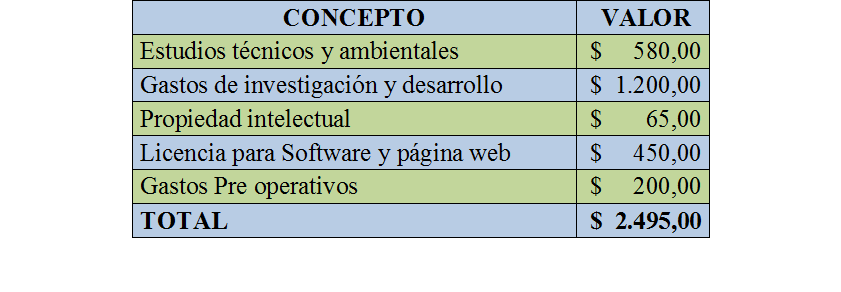 CONCEPTO VALOR
Estudios técnicos y ambientales $ 580,00
Gastos de investigación y desarrollo $ 1.200,00
Propiedad intelectual $ 65,00
Licencia para Software y página web $ 450,00
Gastos Pre operativos $ 200,00
TOTAL $ 2.495,00